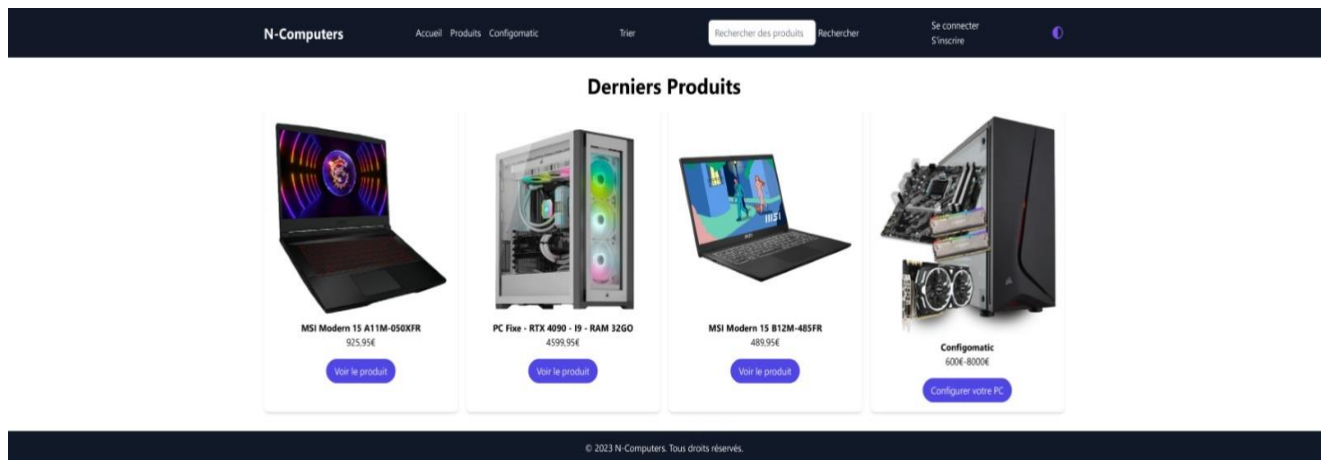 N-Computers
Accueil Produits Configomatic
Trier
Rechercher des produits
Rechercher
Se connecter
S'inscrire
Derniers Produits
MSI Modern 15 A11M-050XFR
925,95€
Voir le produit
PC Fixe - RTX 4090 - I9 - RAM 32GO
4599,95€
Voir le produit
msi
MSI Modern 15 B12M-485FR
489,95€
Voir le produit
Configomatic
600€-8000€
Configurer votre PC
© 2023 N-Computers. Tous droits réservés.